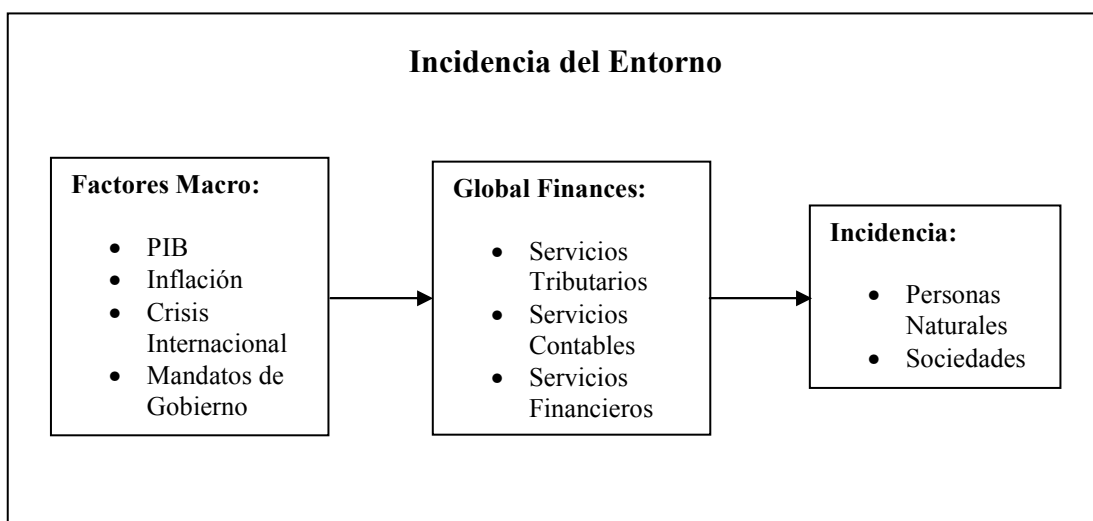 Incidencia del Entorno
Factores Macro:
• PIB
• Inflación
• Crisis
Internacional
• Mandatos de
Gobierno
Global Finances:
• Servicios
Tributarios
• Servicios
Contables
• Servicios
Financieros
Incidencia:
• Personas
Naturales
• Sociedades